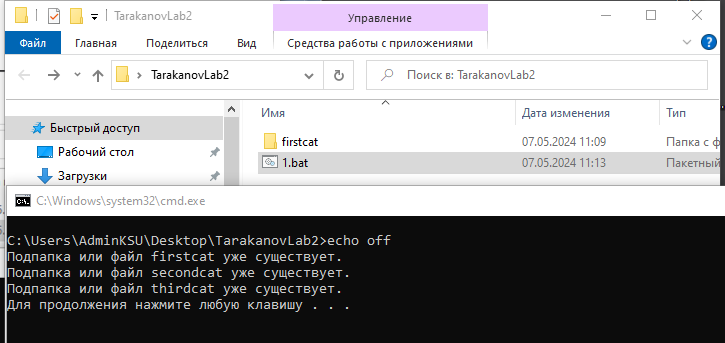 TarakanovLab2
Управление
Файл
Главная
Поделиться
Вид
Средства работы с приложениями
TarakanovLab2
Поиск в: TarakanovLab2
Имя
Дата изменения
Тип
Быстрый доступ
Рабочий стол
Загрузки
firstcat
07.05.2024 11:09
Папка с ф
1.bat
07.05.2024 11:13
Пакетный
C:\Windows\system32\cmd.exe
C:\Users\AdminKSU\Desktop\TarakanovLab2>echo off
Подпапка или файл firstcat уже существует.
Подпапка или файл secondcat уже существует.
Подпапка или файл thirdcat уже существует.
Для продолжения нажмите любую клавишу . . .